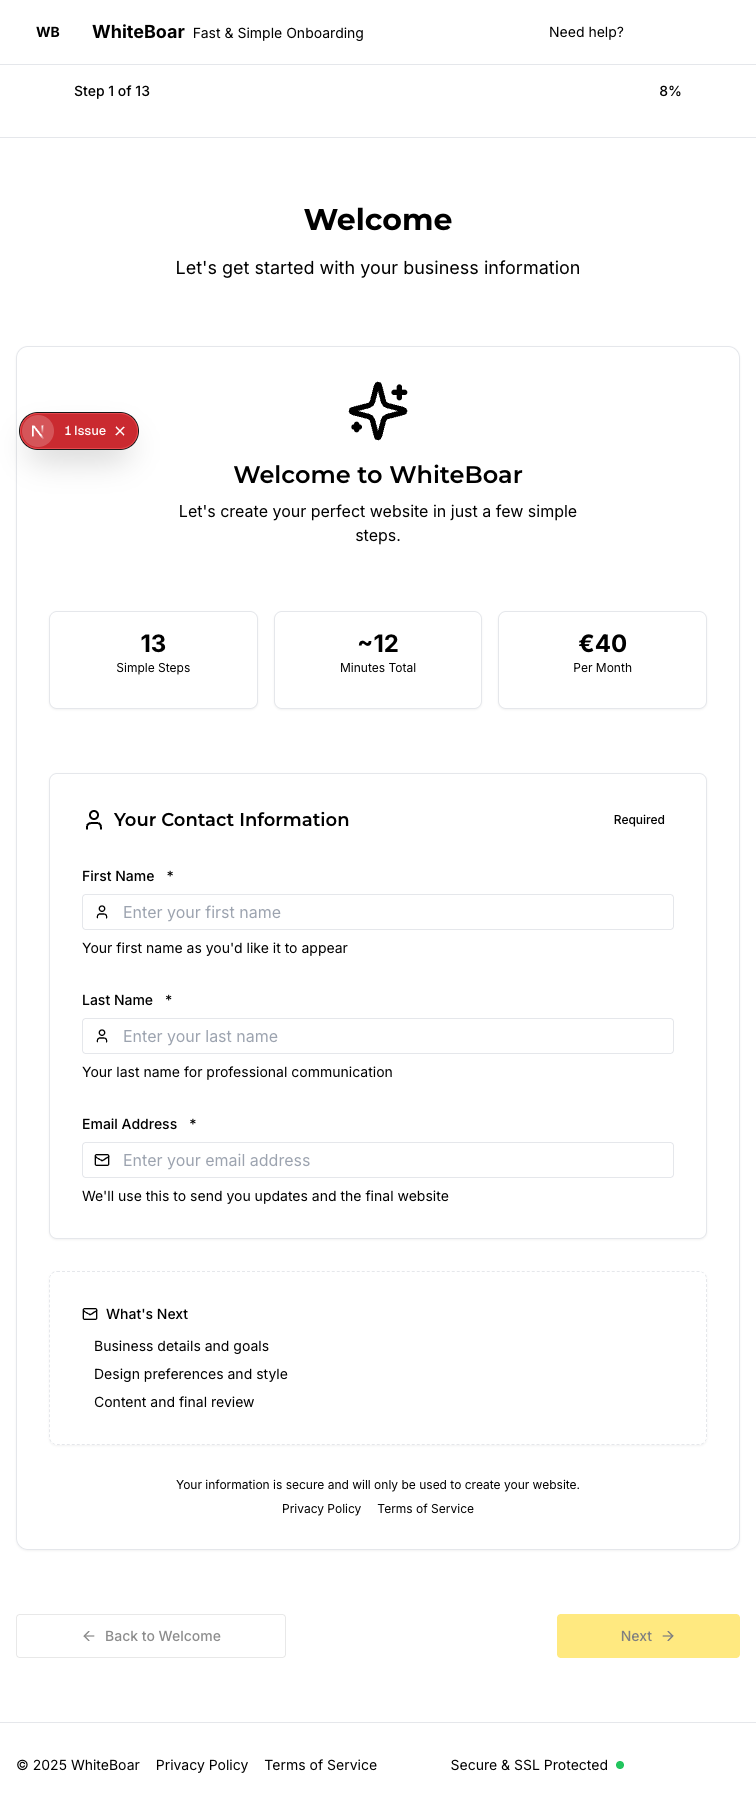 WB WhiteBoar Fast & Simple Onboarding Need help?
Step 1 of 13 8%
Welcome
Let's get started with your business information
1 Issue
Welcome to WhiteBoar
Let's create your perfect website in just a few simple
steps.
13 ~12 €40
Simple Steps Minutes Total Per Month
Your Contact Information Required
First Name *
Enter your first name
Your first name as you'd like it to appear
Last Name *
Enter your last name
Your last name for professional communication
Email Address *
Enter your email address
We'll use this to send you updates and the final website
What's Next
Business details and goals
Design preferences and style
Content and final review
Your information is secure and will only be used to create your website.
Privacy Policy Terms of Service
Back to Welcome Next
© 2025 WhiteBoar Privacy Policy Terms of Service Secure & SSL Protected